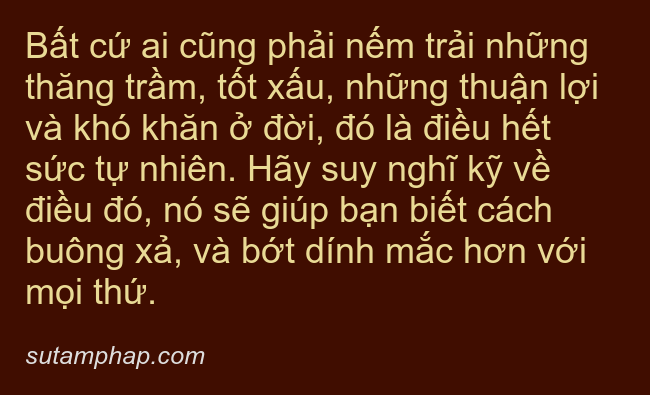 Bất cứ ai cũng phải nếm trải những
thăng trầm, tốt xấu, những thuận lợi
và khó khăn ở đời, đó là điều hết
sức tự nhiên. Hãy suy nghĩ kỹ về
điều đó, nó sẽ giúp bạn biết cách
buông xả, và bớt dính mắc hơn với
mọi thứ.
sutamphap.com